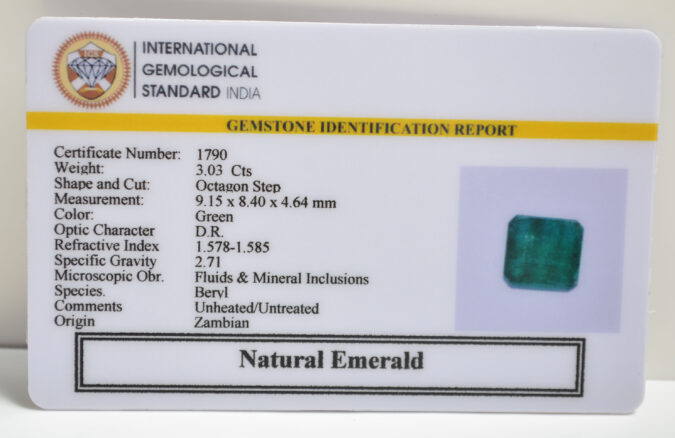 INTERNATIONAL
GEMOLOGICAL
STANDARD INDIA
GEMSTONE IDENTIFICATION REPORT
Certificate Number: 1790
Weight: 3.03 Cts
Shape and Cut: Octagon Step
Measurement: 9.15 x 8.40 x 4.64 mm
Color: Green
Optic Character D.R.
Refractive Index 1.578-1.585
Specific Gravity 2.71
Microscopic Obr. Fluids & Mineral Inclusions
Species. Beryl
Comments Unheated/Untreated
Origin Zambian
Natural Emerald